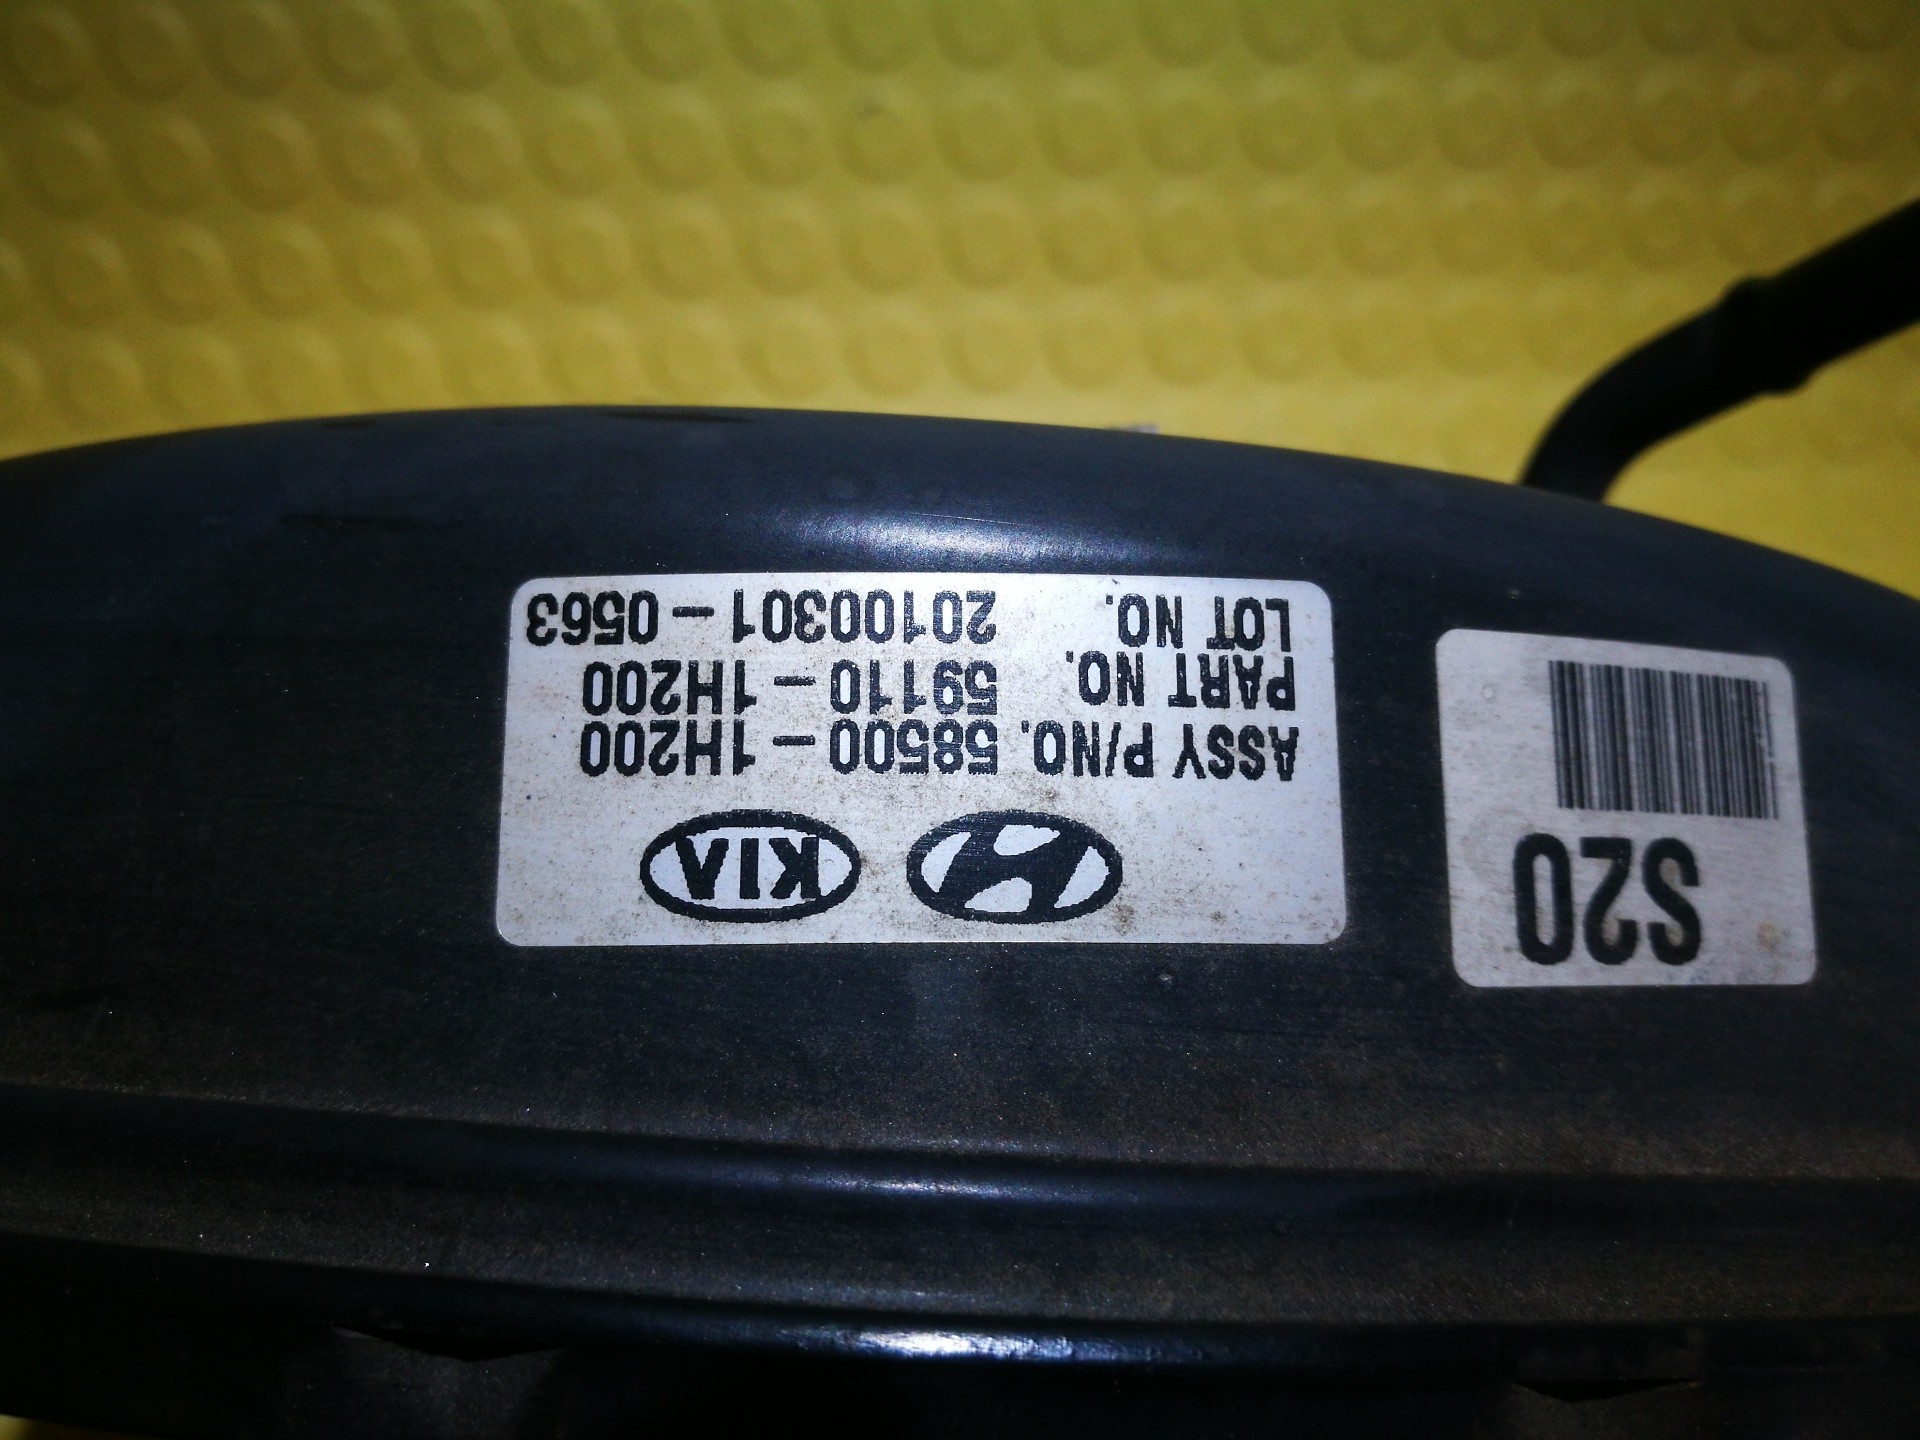 KIA
ASSY P/NO. 58500-1H200
PART NO. 59110-1H200
LOT NO. 20100301-0563
S20